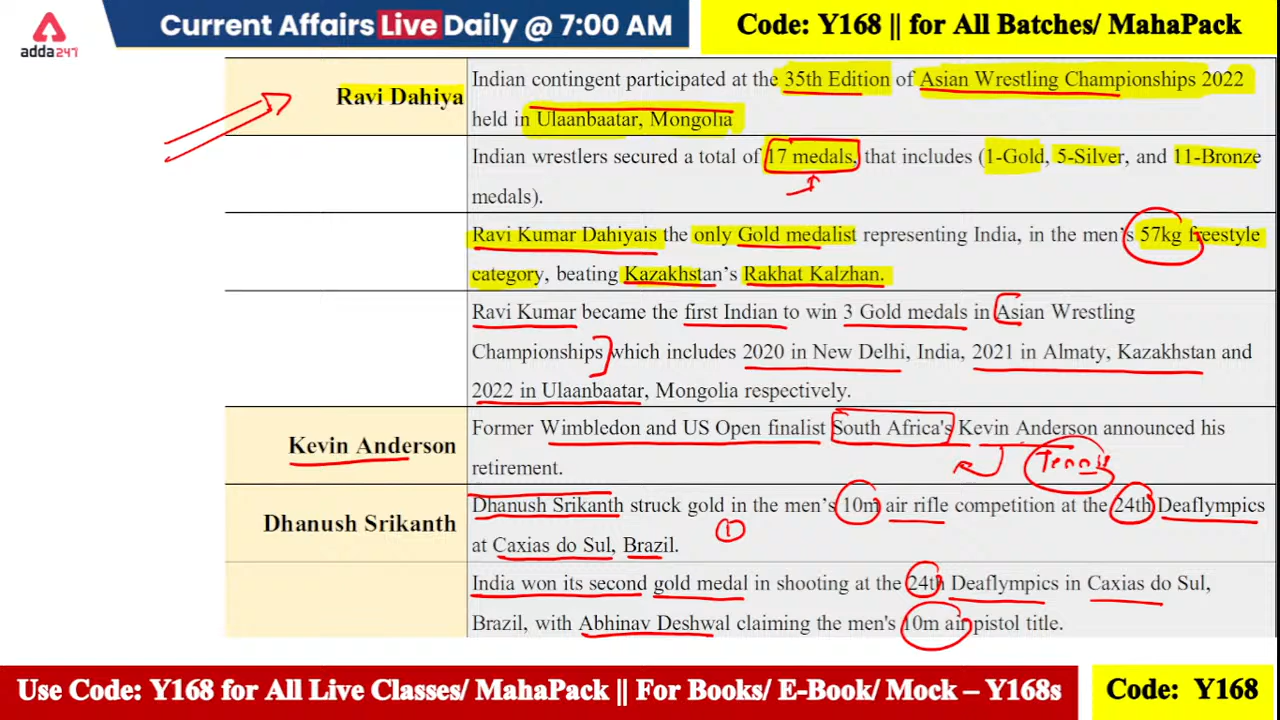 adda247
Current Affairs Live Daily @ 7:00 AM
Code: Y168 || for All Batches/ MahaPack
Ravi Dahiya
Indian contingent participated at the 35th Edition of Asian Wrestling Championships 2022
held in Ulaanbaatar, Mongolia
Indian wrestlers secured a total of 17 medals, that includes (1-Gold, 5-Silver, and 11-Bronze
medals).
Ravi Kumar Dahiyais the only Gold medalist representing India, in the men's 57kg freestyle
category, beating Kazakhstan's Rakhat Kalzhan.
Ravi Kumar became the first Indian to win 3 Gold medals in Asian Wrestling
Championships which includes 2020 in New Delhi, India, 2021 in Almaty, Kazakhstan and
2022 in Ulaanbaatar, Mongolia respectively.
Kevin Anderson
Former Wimbledon and US Open finalist South Africa's Kevin Anderson announced his
retirement.
Tennis
Dhanush Srikanth
Dhanush Srikanth struck gold in the men's 10m air rifle competition at the 24th Deaflympics
1
at Caxias do Sul, Brazil.
India won its second gold medal in shooting at the 24th Deaflympics in Caxias do Sul,
Brazil, with Abhinav Deshwal claiming the men's 10m air pistol title.
Use Code: Y168 for All Live Classes/ MahaPack || For Books/ E-Book/ Mock – Y168s
Code: Y168